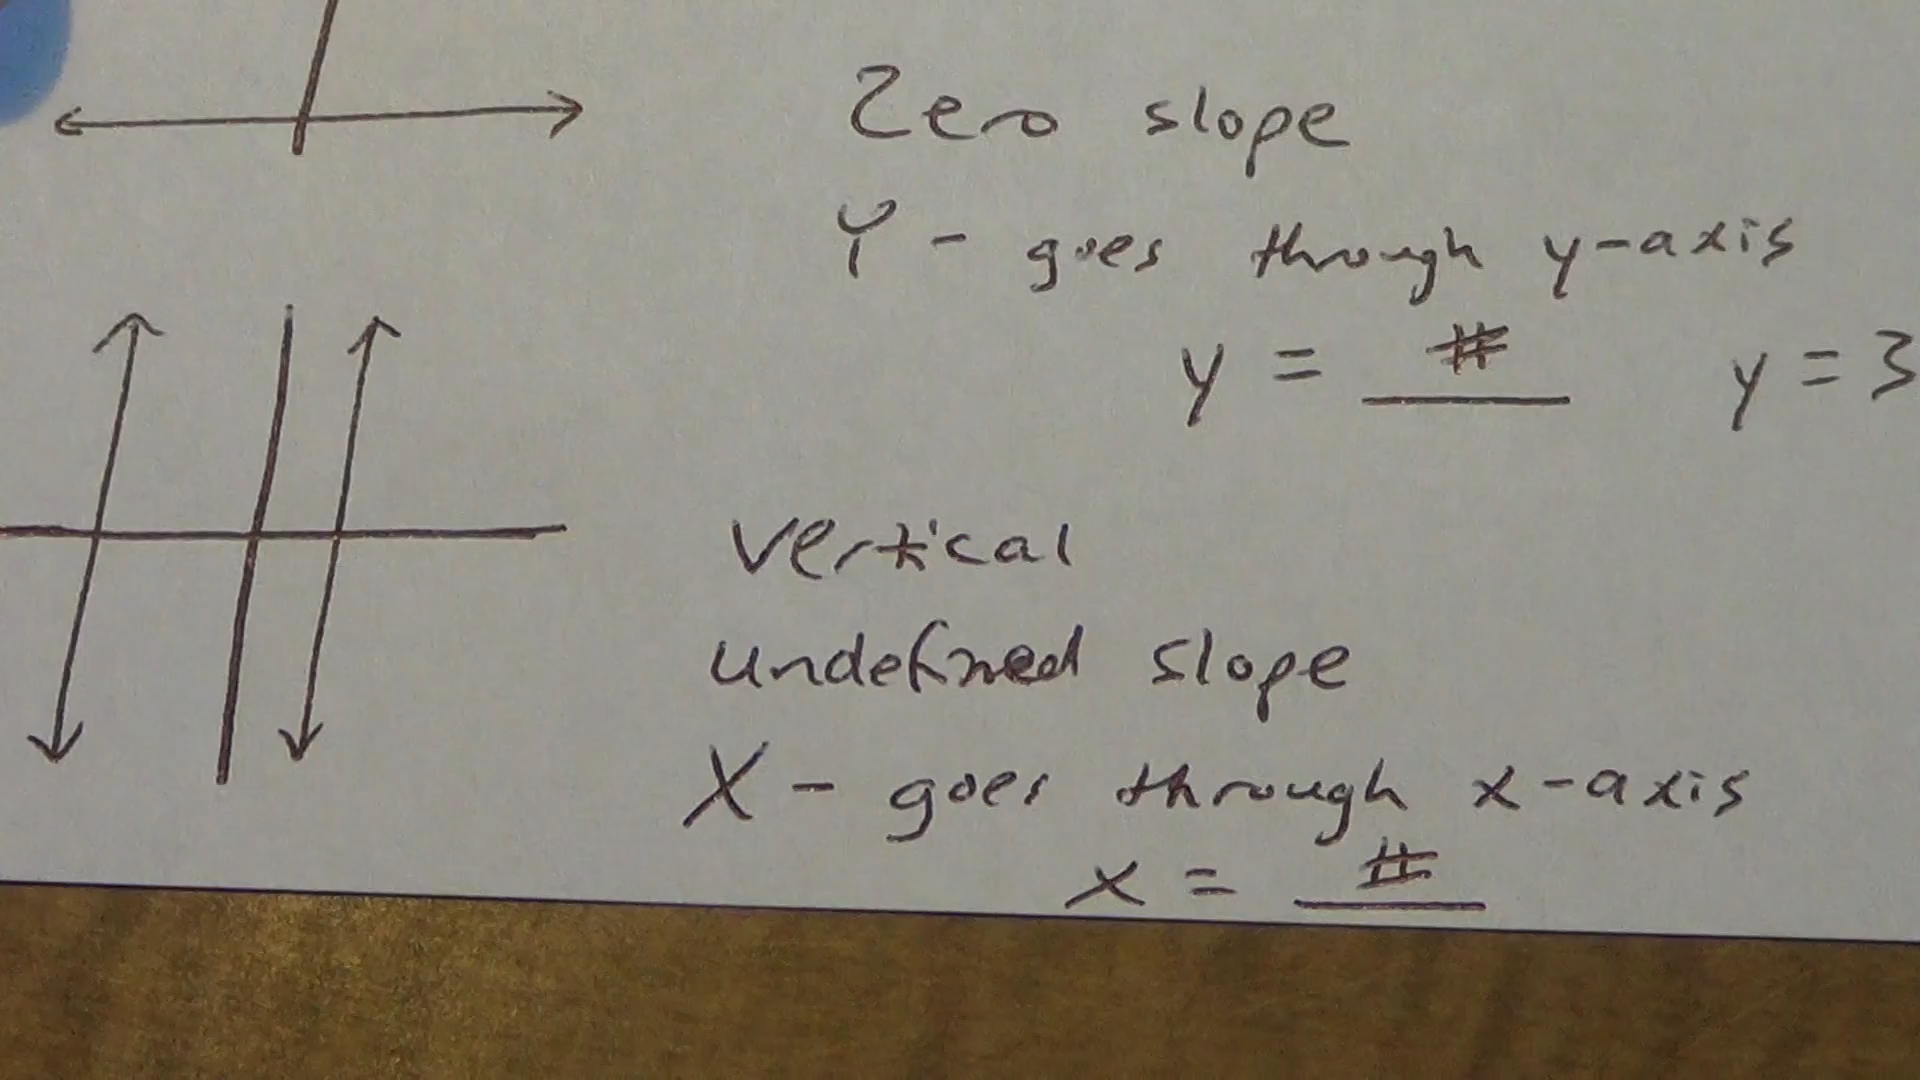 Zero slope
Y - goes through y-axis
y = # y = 3
vertical
undefined slope
X - goes through x-axis
x = #